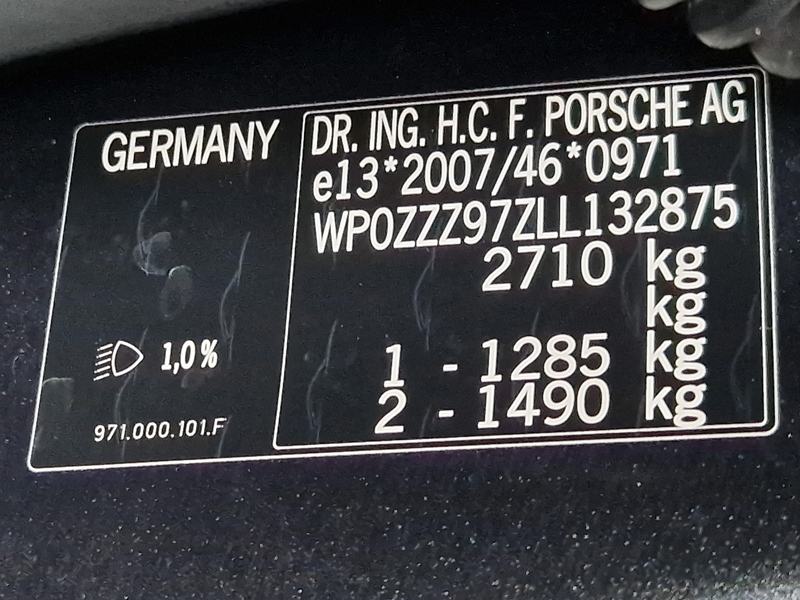 GERMANY
1,0%
971.000.101.F
DR. ING. H.C. F. PORSCHE AG
e13*2007/46*0971
WP0ZZZ97ZLL132875
2710 kg
kg
1 - 1285 kg
2 - 1490 kg